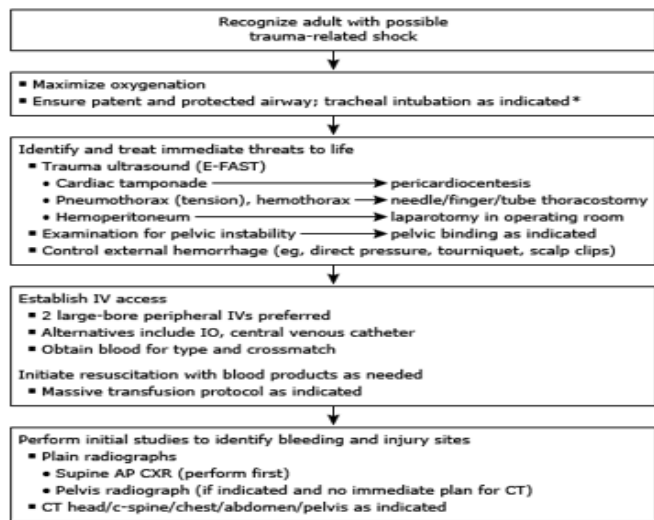 Recognize adult with possible
trauma-related shock
▪ Maximize oxygenation
▪ Ensure patent and protected airway; tracheal intubation as indicated*
Identify and treat immediate threats to life
▪ Trauma ultrasound (E-FAST)
• Cardiac tamponade → pericardiocentesis
• Pneumothorax (tension), hemothorax → needle/finger/tube thoracostomy
• Hemoperitoneum → laparotomy in operating room
▪ Examination for pelvic instability → pelvic binding as indicated
▪ Control external hemorrhage (eg, direct pressure, tourniquet, scalp clips)
Establish IV access
▪ 2 large-bore peripheral IVs preferred
▪ Alternatives include IO, central venous catheter
▪ Obtain blood for type and crossmatch
Initiate resuscitation with blood products as needed
▪ Massive transfusion protocol as indicated
Perform initial studies to identify bleeding and injury sites
▪ Plain radiographs
• Supine AP CXR (perform first)
• Pelvis radiograph (if indicated and no immediate plan for CT)
▪ CT head/c-spine/chest/abdomen/pelvis as indicated